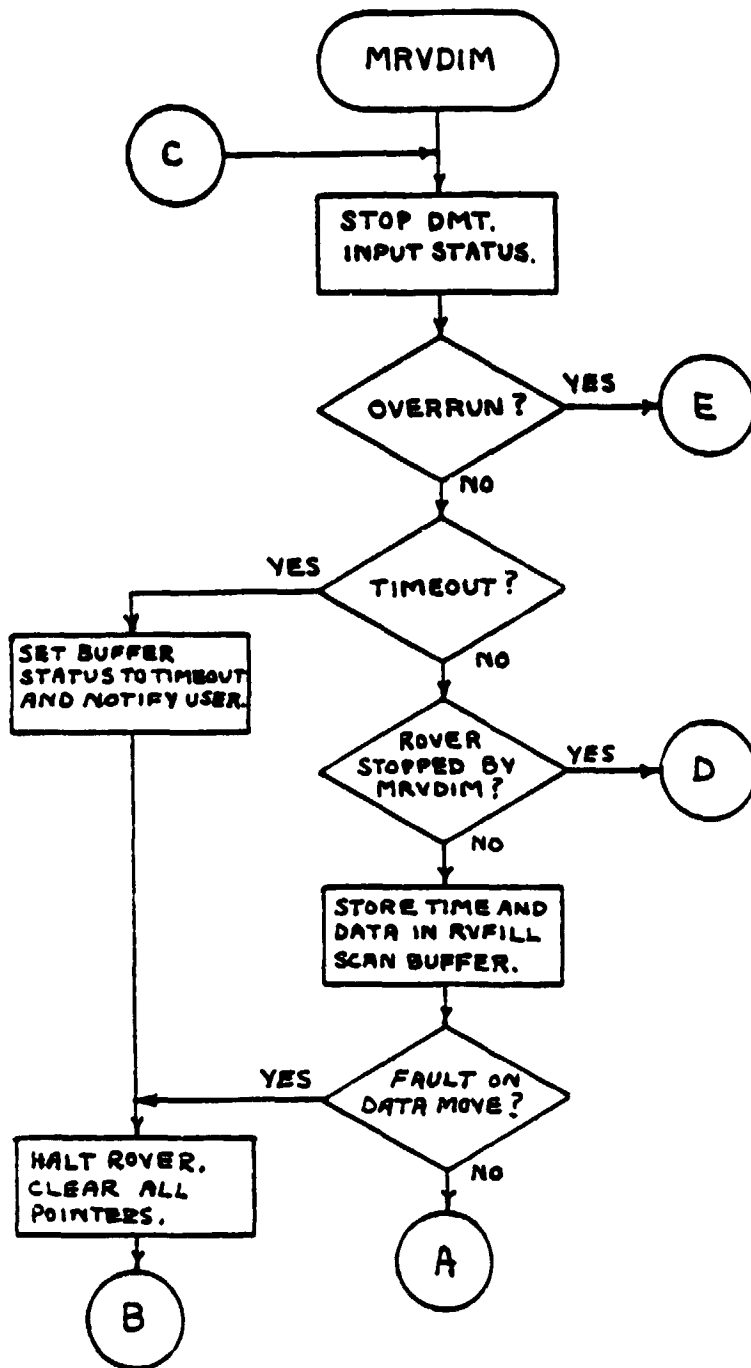 MRVDIM
C
STOP DMT.
INPUT STATUS.
OVERRUN?
YES
E
NO
TIMEOUT?
YES
SET BUFFER
STATUS TO TIMEOUT
AND NOTIFY USER.
NO
ROVER
STOPPED BY
MRVDIM?
YES
D
NO
STORE TIME AND
DATA IN RVFILL
SCAN BUFFER.
FAULT ON
DATA MOVE?
YES
HALT ROVER.
CLEAR ALL
POINTERS.
NO
A
B